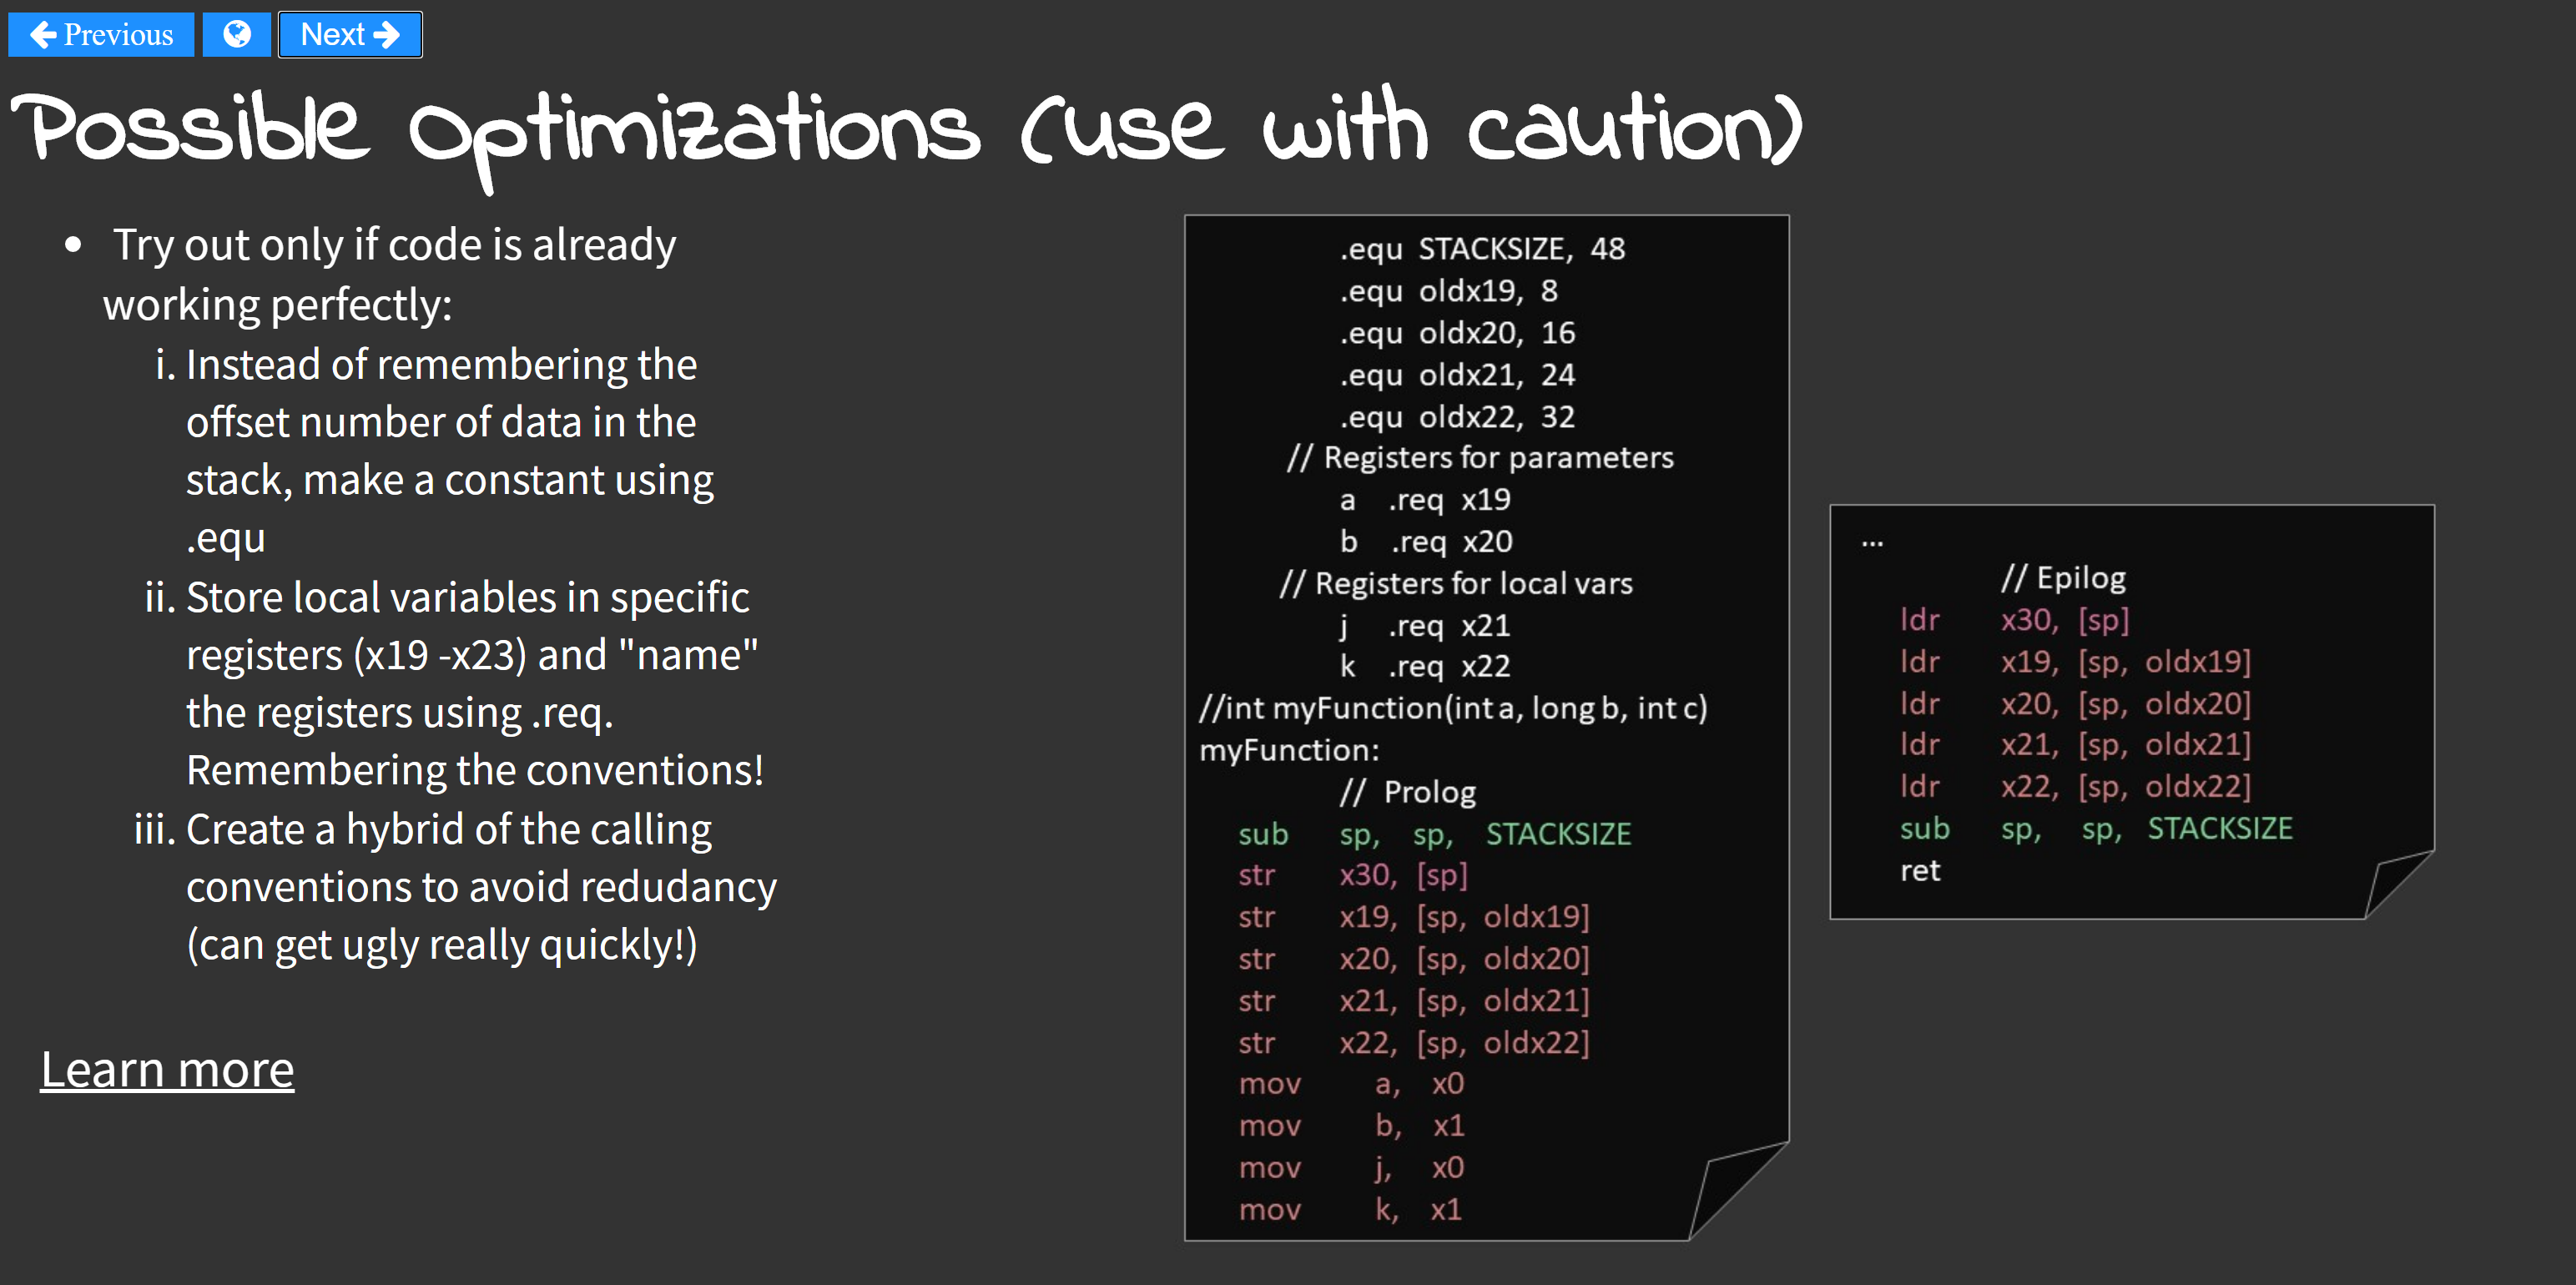 Previous
Next
Possible Optimizations (use with caution)
• Try out only if code is already
working perfectly:
i. Instead of remembering the
offset number of data in the
stack, make a constant using
.equ
ii. Store local variables in specific
registers (x19 -x23) and "name"
the registers using .req.
Remembering the conventions!
iii. Create a hybrid of the calling
conventions to avoid redudancy
(can get ugly really quickly!)
Learn more
.equ STACKSIZE, 48
.equ oldx19, 8
.equ oldx20, 16
.equ oldx21, 24
.equ oldx22, 32
// Registers for parameters
a .req x19
b .req x20
// Registers for local vars
j .req x21
k .req x22
//int myFunction(int a, long b, int c)
myFunction:
// Prolog
sub sp, sp, STACKSIZE
str x30, [sp]
str x19, [sp, oldx19]
str x20, [sp, oldx20]
str x21, [sp, oldx21]
str x22, [sp, oldx22]
mov a, x0
mov b, x1
mov j, x0
mov k, x1
...
// Epilog
ldr x30, [sp]
ldr x19, [sp, oldx19]
ldr x20, [sp, oldx20]
ldr x21, [sp, oldx21]
ldr x22, [sp, oldx22]
sub sp, sp, STACKSIZE
ret